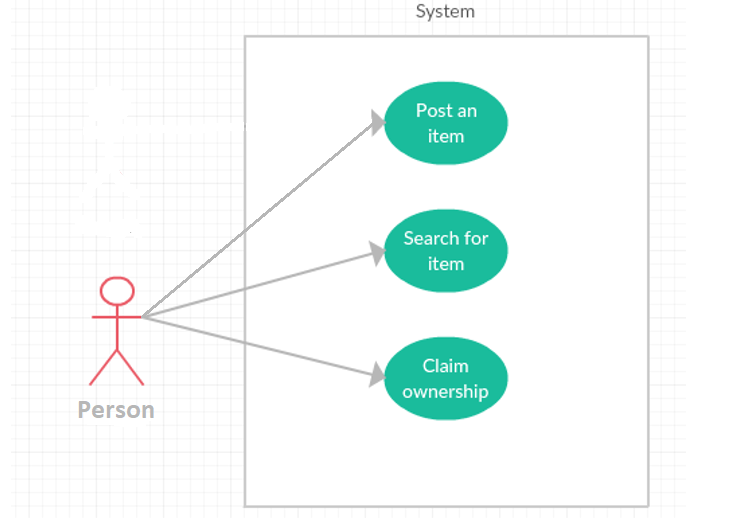 System
Post an
item
Search for
item
Claim
ownership
Person